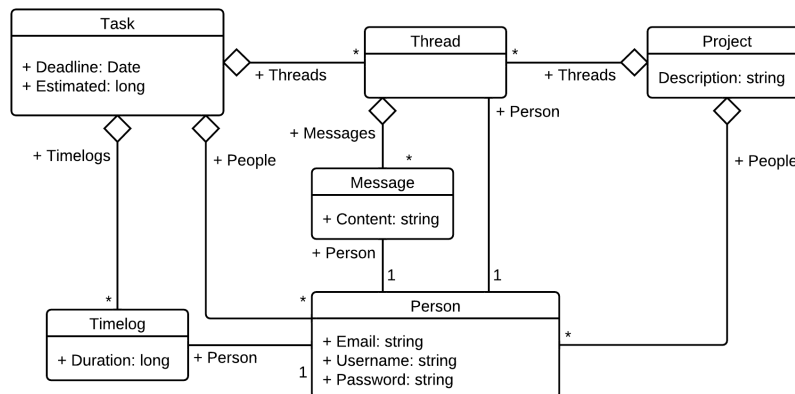 Task
+ Deadline: Date
+ Estimated: long
*
+ Threads
Thread
*
+ Threads
Project
Description: string
+ Timelogs
+ People
+ Messages
*
+ Person
+ People
Message
+ Content: string
+ Person
1
1
*
Timelog
+ Duration: long
+ Person
1
*
Person
+ Email: string
+ Username: string
+ Password: string
*